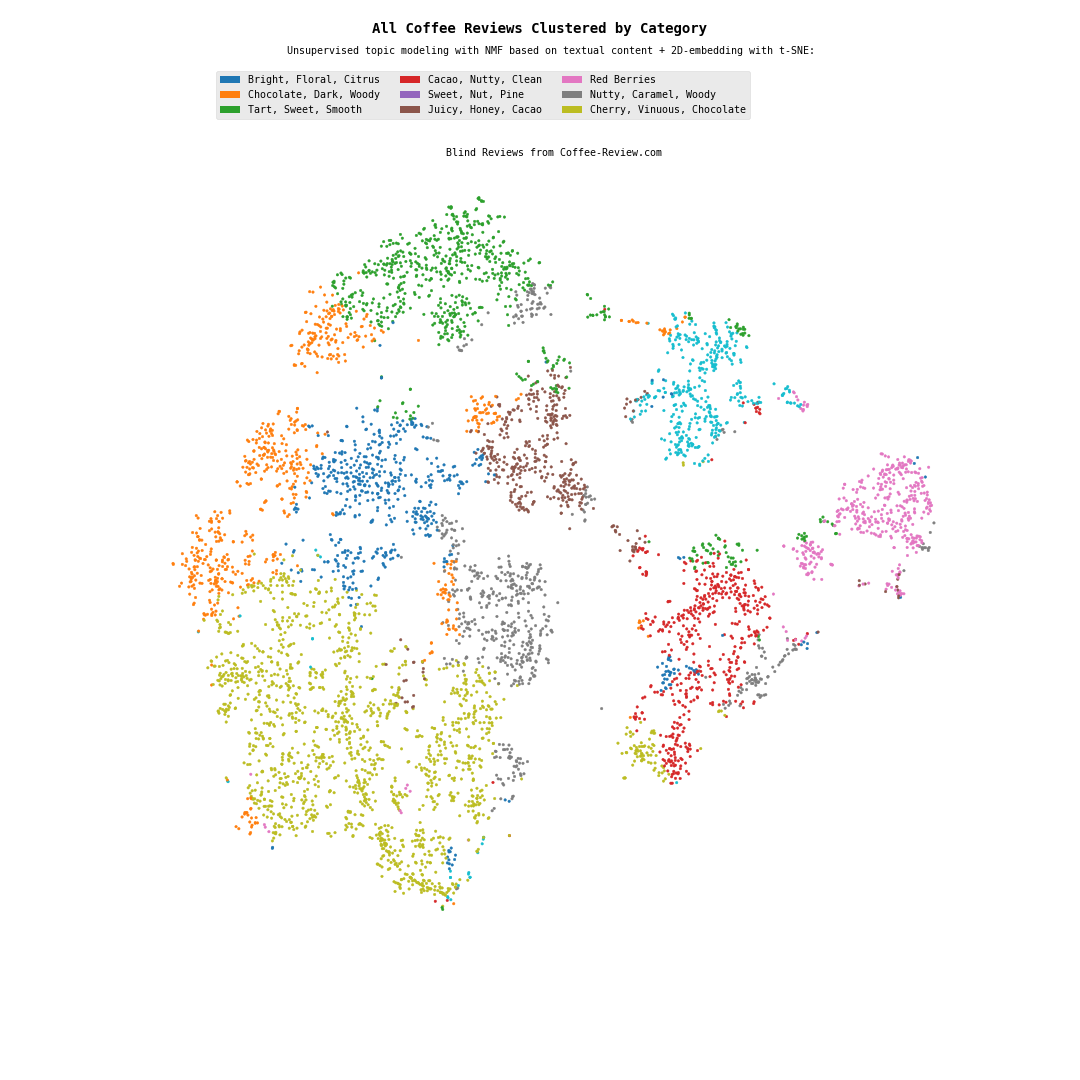 All Coffee Reviews Clustered by Category
Unsupervised topic modeling with NMF based on textual content + 2D-embedding with t-SNE:
Bright, Floral, Citrus
Chocolate, Dark, Woody
Tart, Sweet, Smooth
Cacao, Nutty, Clean
Sweet, Nut, Pine
Juicy, Honey, Cacao
Red Berries
Nutty, Caramel, Woody
Cherry, Vinuous, Chocolate
Blind Reviews from Coffee-Review.com